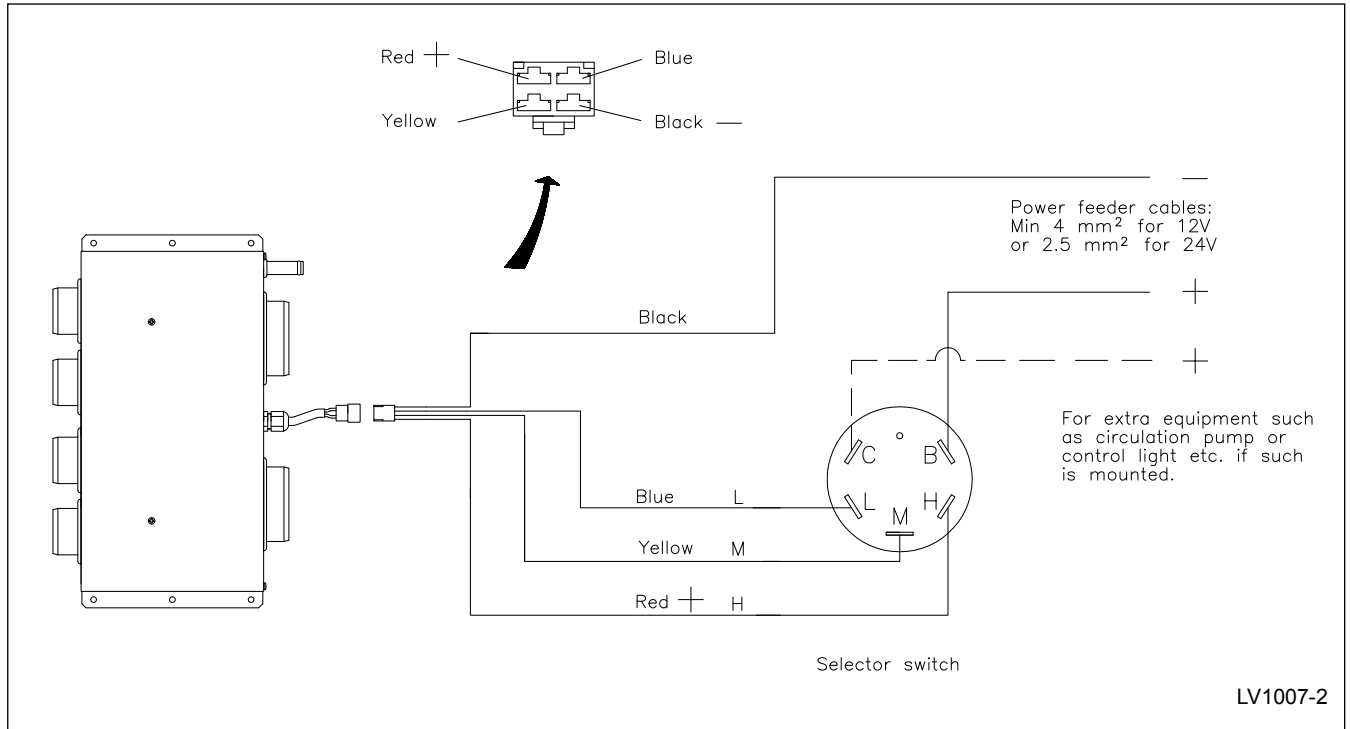 Red +
Blue
Yellow
Black —
—
Power feeder cables:
Min 4 mm² for 12V
or 2.5 mm² for 24V
+
Black
+
For extra equipment such
as circulation pump or
control light etc. if such
is mounted.
C B
L H
M
Blue L
Yellow M
Red + H
Selector switch
LV1007-2